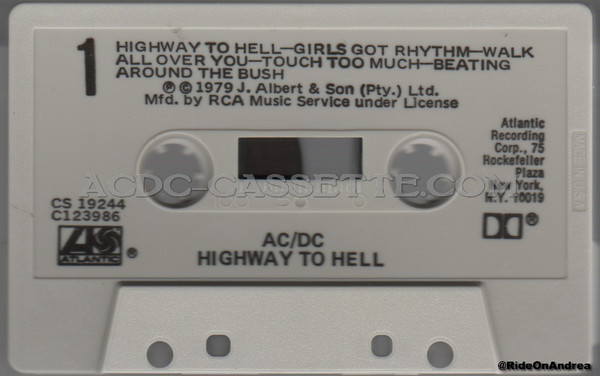 1
HIGHWAY TO HELL—GIRLS GOT RHYTHM—WALK
ALL OVER YOU—TOUCH TOO MUCH—BEATING
AROUND THE BUSH
℗ © 1979 J. Albert & Son (Pty.) Ltd.
Mfd. by RCA Music Service under License
Atlantic
Recording
Corp., 75
Rockefeller
Plaza
New York,
N.Y. 10019
ACDC-CASSETTE.COM
CS 19244
C123986
ATLANTIC ®
AC/DC
HIGHWAY TO HELL
®
100 0
@RideOnAndrea